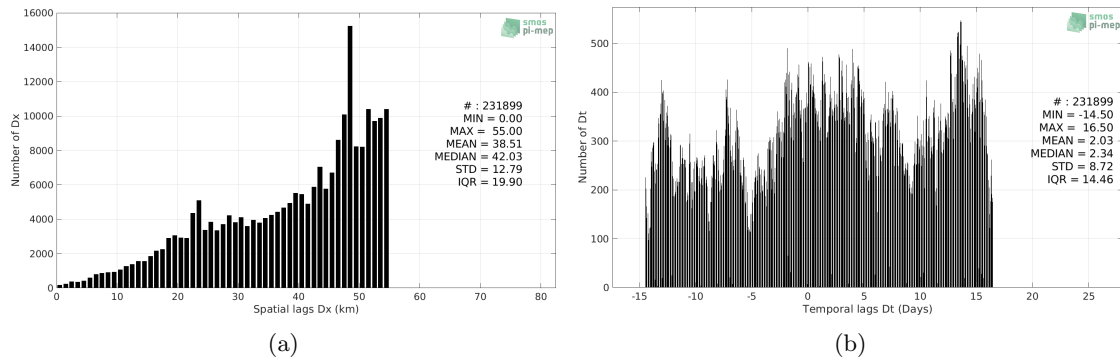 16000
14000
12000
10000
8000
6000
4000
2000
0
Number of Dx
0 10 20 30 40 50 60 70 80
Spatial lags Dx (km)
smos
pi-mep
# : 231899
MIN = 0.00
MAX = 55.00
MEAN = 38.51
MEDIAN = 42.03
STD = 12.79
IQR = 19.90
(a)
500
400
300
200
100
0
Number of Dt
-15 -10 -5 0 5 10 15 20 25
Temporal lags Dt (Days)
smos
pi-mep
# : 231899
MIN = -14.50
MAX = 16.50
MEAN = 2.03
MEDIAN = 2.34
STD = 8.72
IQR = 14.46
(b)